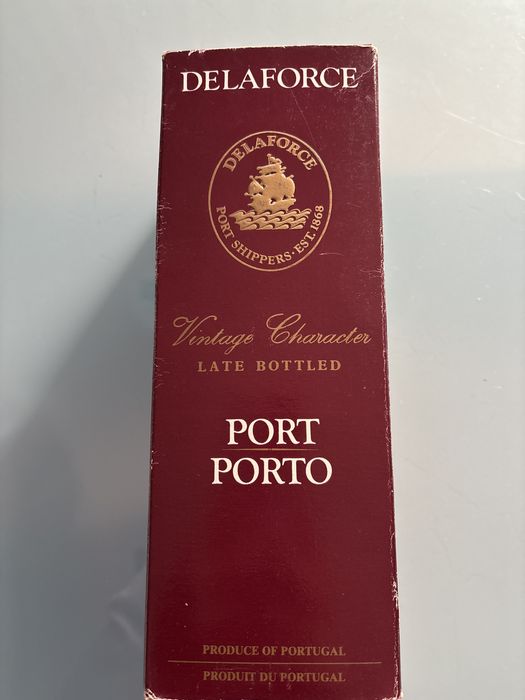 DELAFORCE
DELAFORCE
PORT SHIPPERS·EST. 1868
Vintage Character
LATE BOTTLED
PORT
PORTO
PRODUCE OF PORTUGAL
PRODUIT DU PORTUGAL